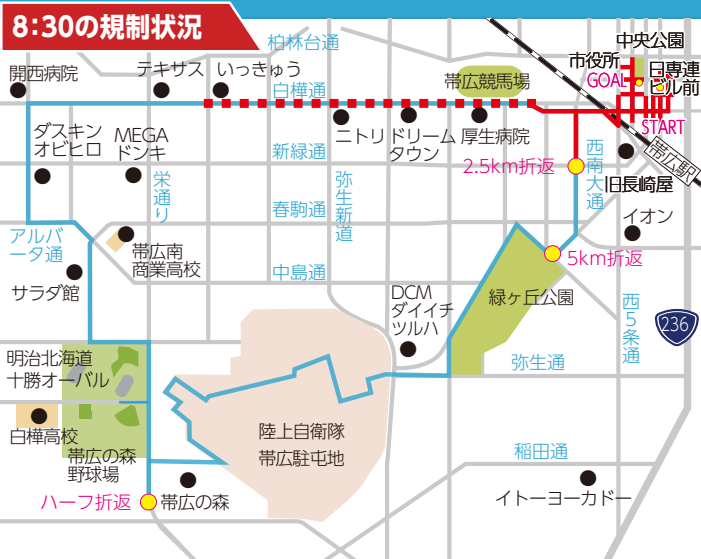 8:30の規制状況
柏林台通
中央公園
市役所
日専連
ビル前
GOAL
START
開西病院
テキサス
いっきゅう
白樺通
帯広競馬場
ダスキン
オビヒロ
MEGA
ドンキ
ニトリ
ドリーム
タウン
厚生病院
新緑通
2.5km折返
西南大通
帯広駅
旧長崎屋
栄通り
弥生新道
春駒通
イオン
アルバ
ータ通
帯広南
商業高校
5km折返
中島通
サラダ館
DCM
ダイイチ
ツルハ
緑ヶ丘公園
西5条通
236
明治北海道
十勝オーバル
弥生通
白樺高校
帯広の森
野球場
陸上自衛隊
帯広駐屯地
稲田通
ハーフ折返
帯広の森
イトーヨーカドー